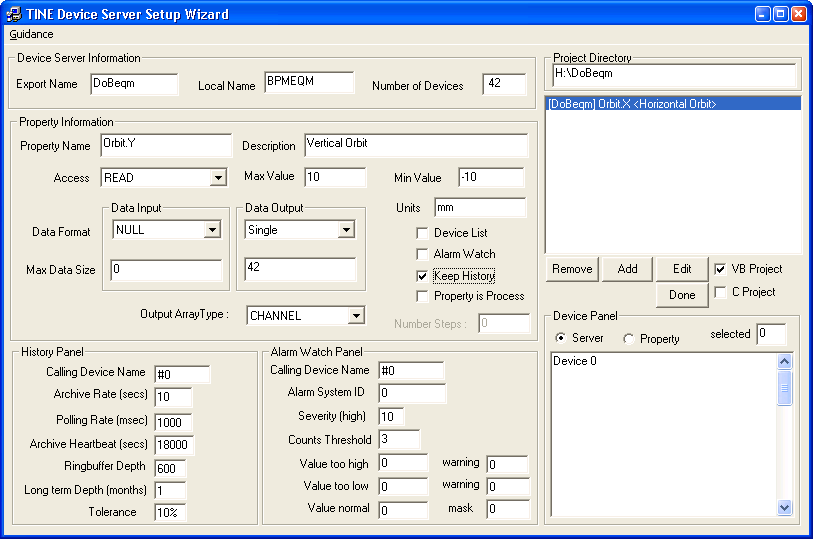 TINE Device Server Setup Wizard
Guidance
Device Server Information
Export Name DoBeqm Local Name BPMEQM Number of Devices 42
Property Information
Property Name Orbit.Y Description Vertical Orbit
Access READ Max Value 10 Min Value -10
Units mm
Data Input Data Output
Data Format NULL Single
Max Data Size 0 42
Device List
Alarm Watch
Keep History
Property is Process
Output ArrayType : CHANNEL
Number Steps : 0
History Panel
Calling Device Name #0
Archive Rate (secs) 10
Polling Rate (msec) 1000
Archive Heartbeat (secs) 18000
Ringbuffer Depth 600
Long term Depth (months) 1
Tolerance 10%
Alarm Watch Panel
Calling Device Name #0
Alarm System ID 0
Severity (high) 10
Counts Threshold 3
Value too high 0 warning 0
Value too low 0 warning 0
Value normal 0 mask 0
Project Directory
H:\DoBeqm
[DoBeqm] Orbit.X <Horizontal Orbit>
Remove Add Edit VB Project
Done C Project
Device Panel
Server Property selected 0
Device 0